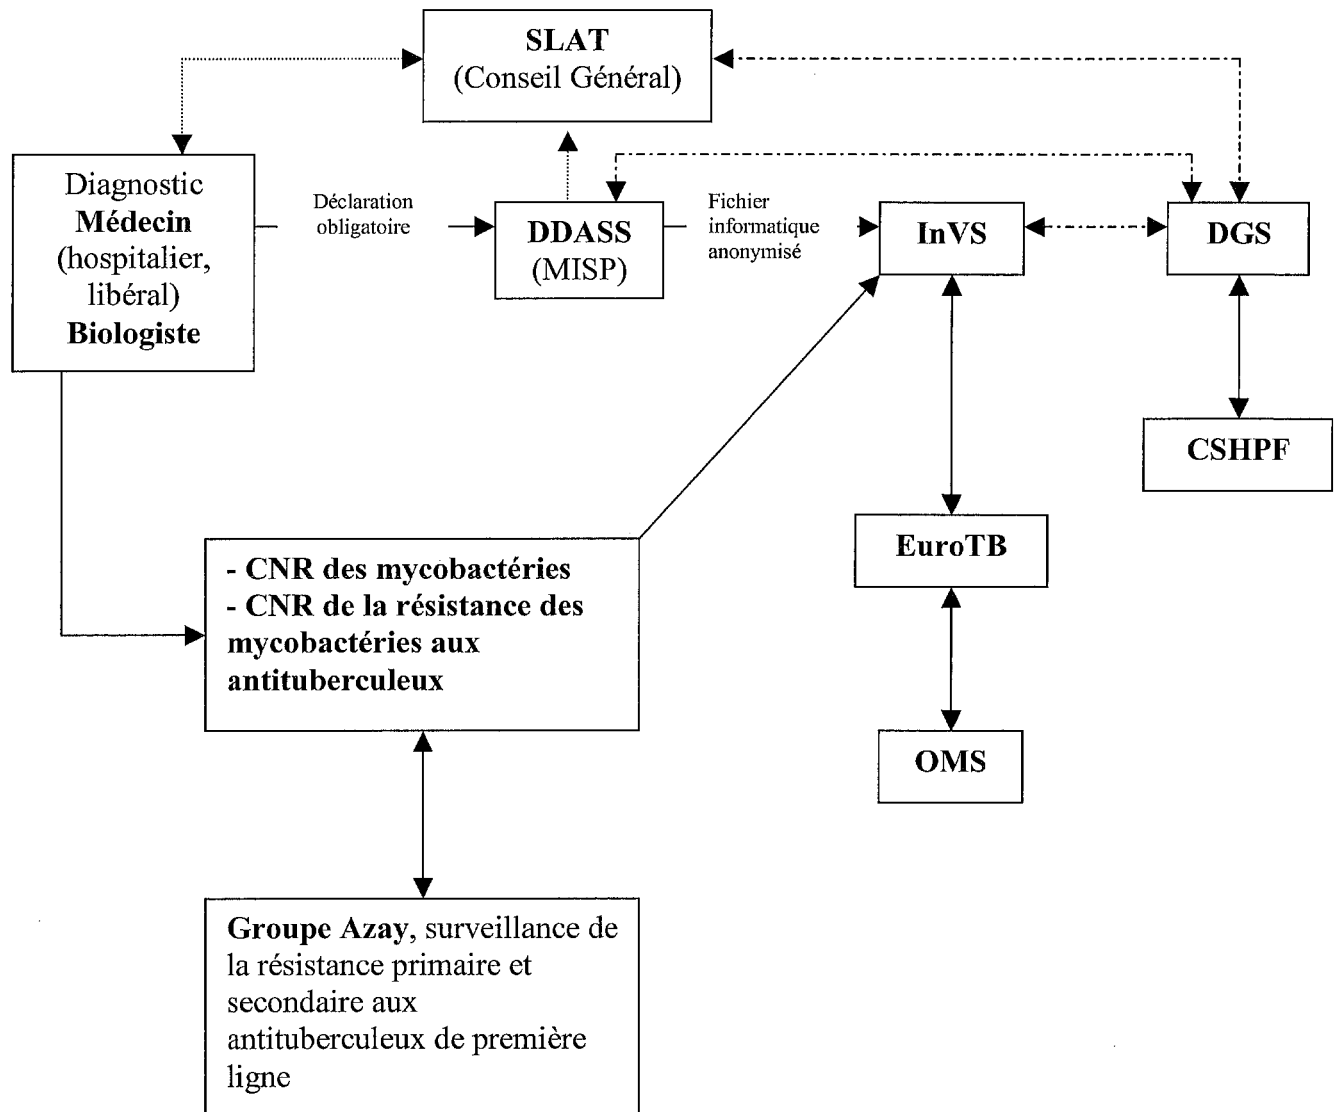 SLAT
(Conseil Général)
Diagnostic
Médecin
(hospitalier,
libéral)
Biologiste
Déclaration
obligatoire
DDASS
(MISP)
Fichier
informatique
anonymisé
InVS
DGS
CSHPF
EuroTB
OMS
- CNR des mycobactéries
- CNR de la résistance des
mycobactéries aux
antituberculeux
Groupe Azay, surveillance de
la résistance primaire et
secondaire aux
antituberculeux de première
ligne